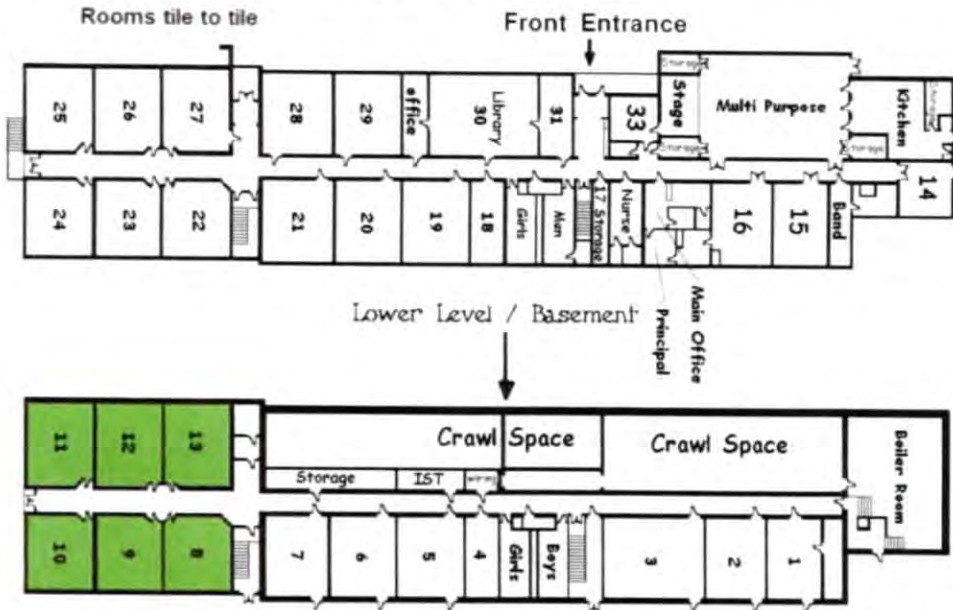 Rooms tile to tile
Front Entrance
25
26
27
28
29
office
Library
30
31
33
Storage
Stage
Storage
Multi Purpose
Kitchen
Storage
Storage
14
24
23
22
21
20
19
18
Girls
Men
17 Storage
Nurse
16
15
Band
Main Office
Principal
Lower Level / Basement
11
12
13
Crawl Space
Crawl Space
Boiler Room
Storage
IST
wiring
10
9
8
7
6
5
4
Girls
Boys
3
2
1